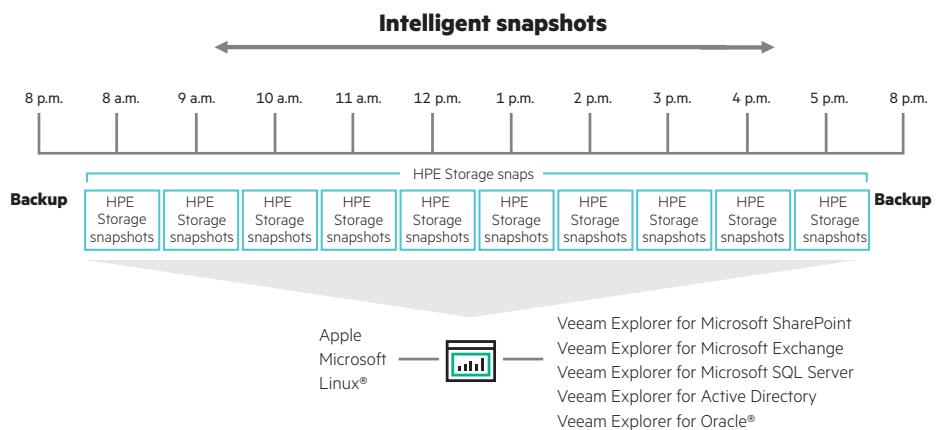 Intelligent snapshots
8 p.m. 8 a.m. 9 a.m. 10 a.m. 11 a.m. 12 p.m. 1 p.m. 2 p.m. 3 p.m. 4 p.m. 5 p.m. 8 p.m.
HPE Storage snaps
Backup
HPE
Storage
snapshots
HPE
Storage
snapshots
HPE
Storage
snapshots
HPE
Storage
snapshots
HPE
Storage
snapshots
HPE
Storage
snapshots
HPE
Storage
snapshots
HPE
Storage
snapshots
HPE
Storage
snapshots
HPE
Storage
snapshots
Backup
Apple
Microsoft
Linux®
Veeam Explorer for Microsoft SharePoint
Veeam Explorer for Microsoft Exchange
Veeam Explorer for Microsoft SQL Server
Veeam Explorer for Active Directory
Veeam Explorer for Oracle®